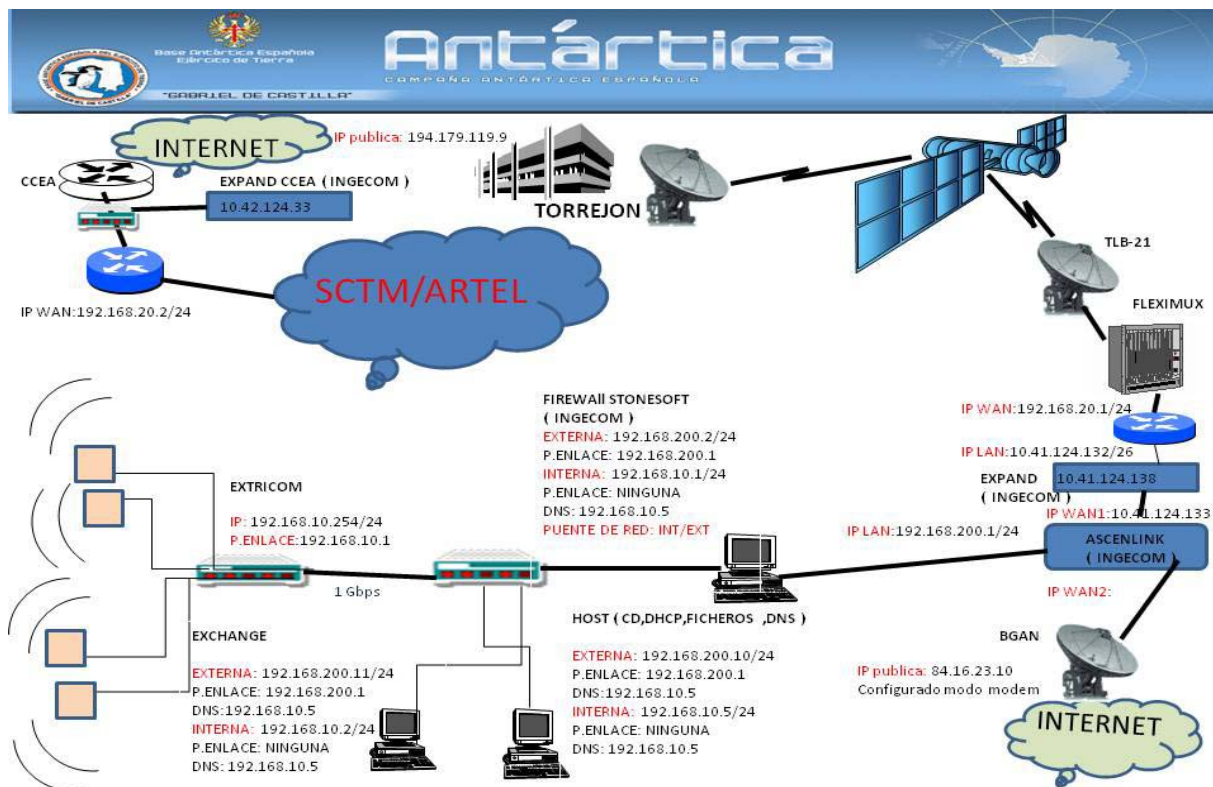 Base Antártica Española
Ejército de Tierra
"GABRIEL DE CASTILLA"
Antártica
CAMPAÑA ANTÁRTICA ESPAÑOLA
INTERNET
IP publica: 194.179.119.9
CCEA
EXPAND CCEA ( INGECOM )
10.42.124.33
TORREJON
IP WAN:192.168.20.2/24
SCTM/ARTEL
TLB-21
FLEXIMUX
IP WAN:192.168.20.1/24
IP LAN:10.41.124.132/26
EXPAND
( INGECOM )
10.41.124.138
IP WAN1:10.41.124.133
IP LAN:192.168.200.1/24
ASCENLINK
( INGECOM )
IP WAN2:
BGAN
IP publica: 84.16.23.10
Configurado modo modem
INTERNET
FIREWAll STONESOFT
( INGECOM )
EXTERNA: 192.168.200.2/24
P.ENLACE: 192.168.200.1
INTERNA: 192.168.10.1/24
P.ENLACE: NINGUNA
DNS: 192.168.10.5
PUENTE DE RED: INT/EXT
EXTRICOM
IP: 192.168.10.254/24
P.ENLACE:192.168.10.1
1 Gbps
EXCHANGE
EXTERNA: 192.168.200.11/24
P.ENLACE: 192.168.200.1
DNS: 192.168.10.5
INTERNA: 192.168.10.2/24
P.ENLACE: NINGUNA
DNS: 192.168.10.5
HOST ( CD,DHCP,FICHEROS ,DNS )
EXTERNA: 192.168.200.10/24
P.ENLACE: 192.168.200.1
DNS: 192.168.10.5
INTERNA: 192.168.10.5/24
P.ENLACE: NINGUNA
DNS: 192.168.10.5